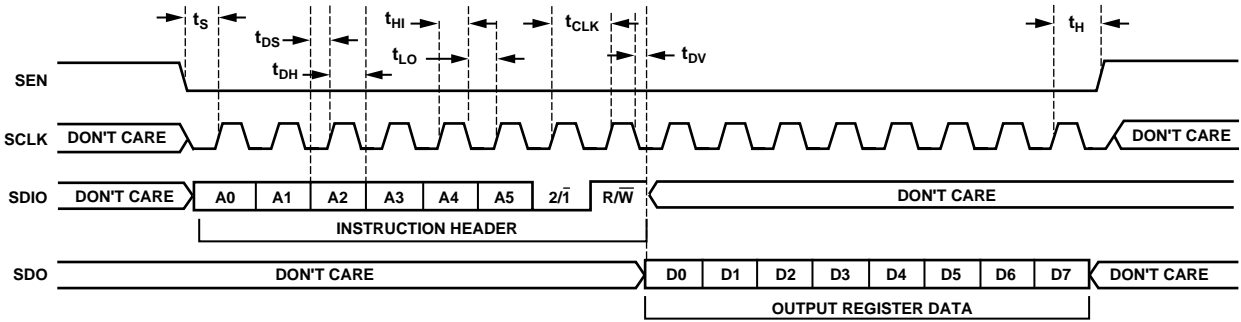 tS
tDS
tDH
tHI
tLO
tCLK
tDV
tH
SEN
SCLK DON'T CARE DON'T CARE
SDIO DON'T CARE A0 A1 A2 A3 A4 A5 2/1̅ R/W̅ DON'T CARE
INSTRUCTION HEADER
SDO DON'T CARE D0 D1 D2 D3 D4 D5 D6 D7 DON'T CARE
OUTPUT REGISTER DATA